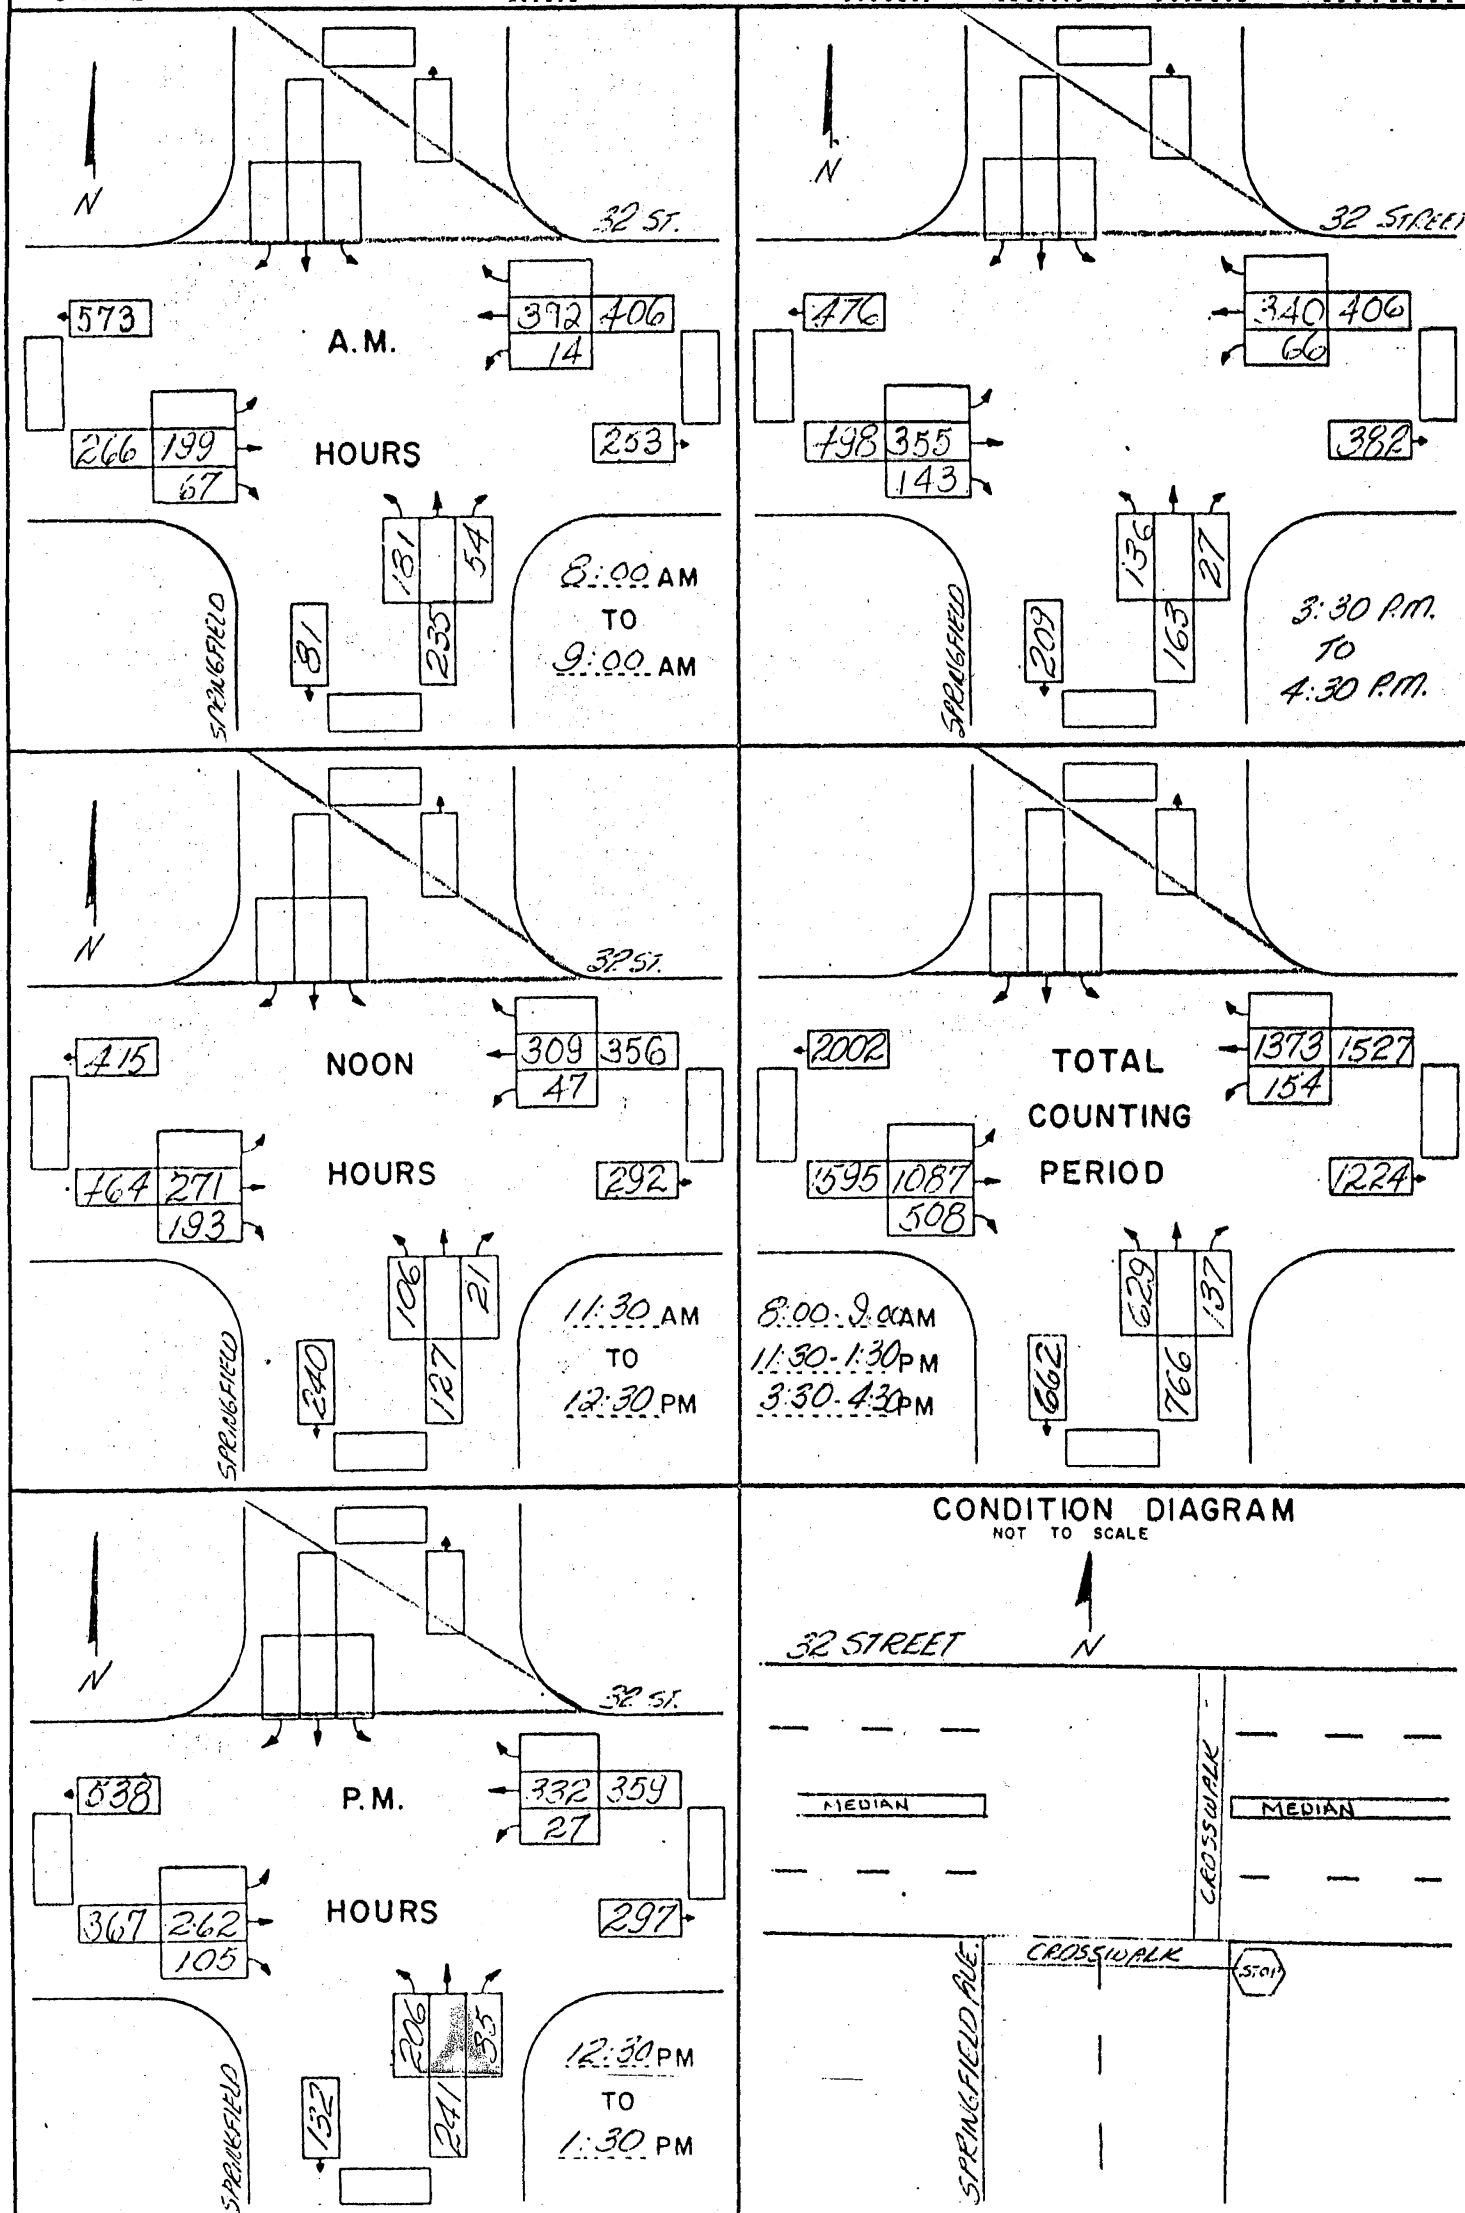 N
32 ST.
573
392 406
14
A.M.
266 199
67
HOURS
253
181 54
235
81
8:00 AM
TO
9:00 AM
SPRINGFIELD
N
32 STREET
476
340 406
66
498 355
143
382
136 27
163
209
3:30 P.M.
TO
4:30 P.M.
SPRINGFIELD
N
32 ST.
415
309 356
47
NOON
464 271
193
HOURS
292
106 21
127
240
11:30 AM
TO
12:30 PM
SPRINGFIELD
2002
1373 1527
154
TOTAL
COUNTING
PERIOD
1595 1087
508
1224
629 137
766
662
8:00-9:00AM
11:30-1:30PM
3:30-4:30PM
N
32 ST.
538
332 359
27
P.M.
367 262
105
HOURS
297
206 35
241
132
12:30 PM
TO
1:30 PM
SPRINGFIELD
CONDITION DIAGRAM
NOT TO SCALE
N
32 STREET
MEDIAN
CROSSWALK
MEDIAN
CROSSWALK
STOP
SPRINGFIELD AVE.